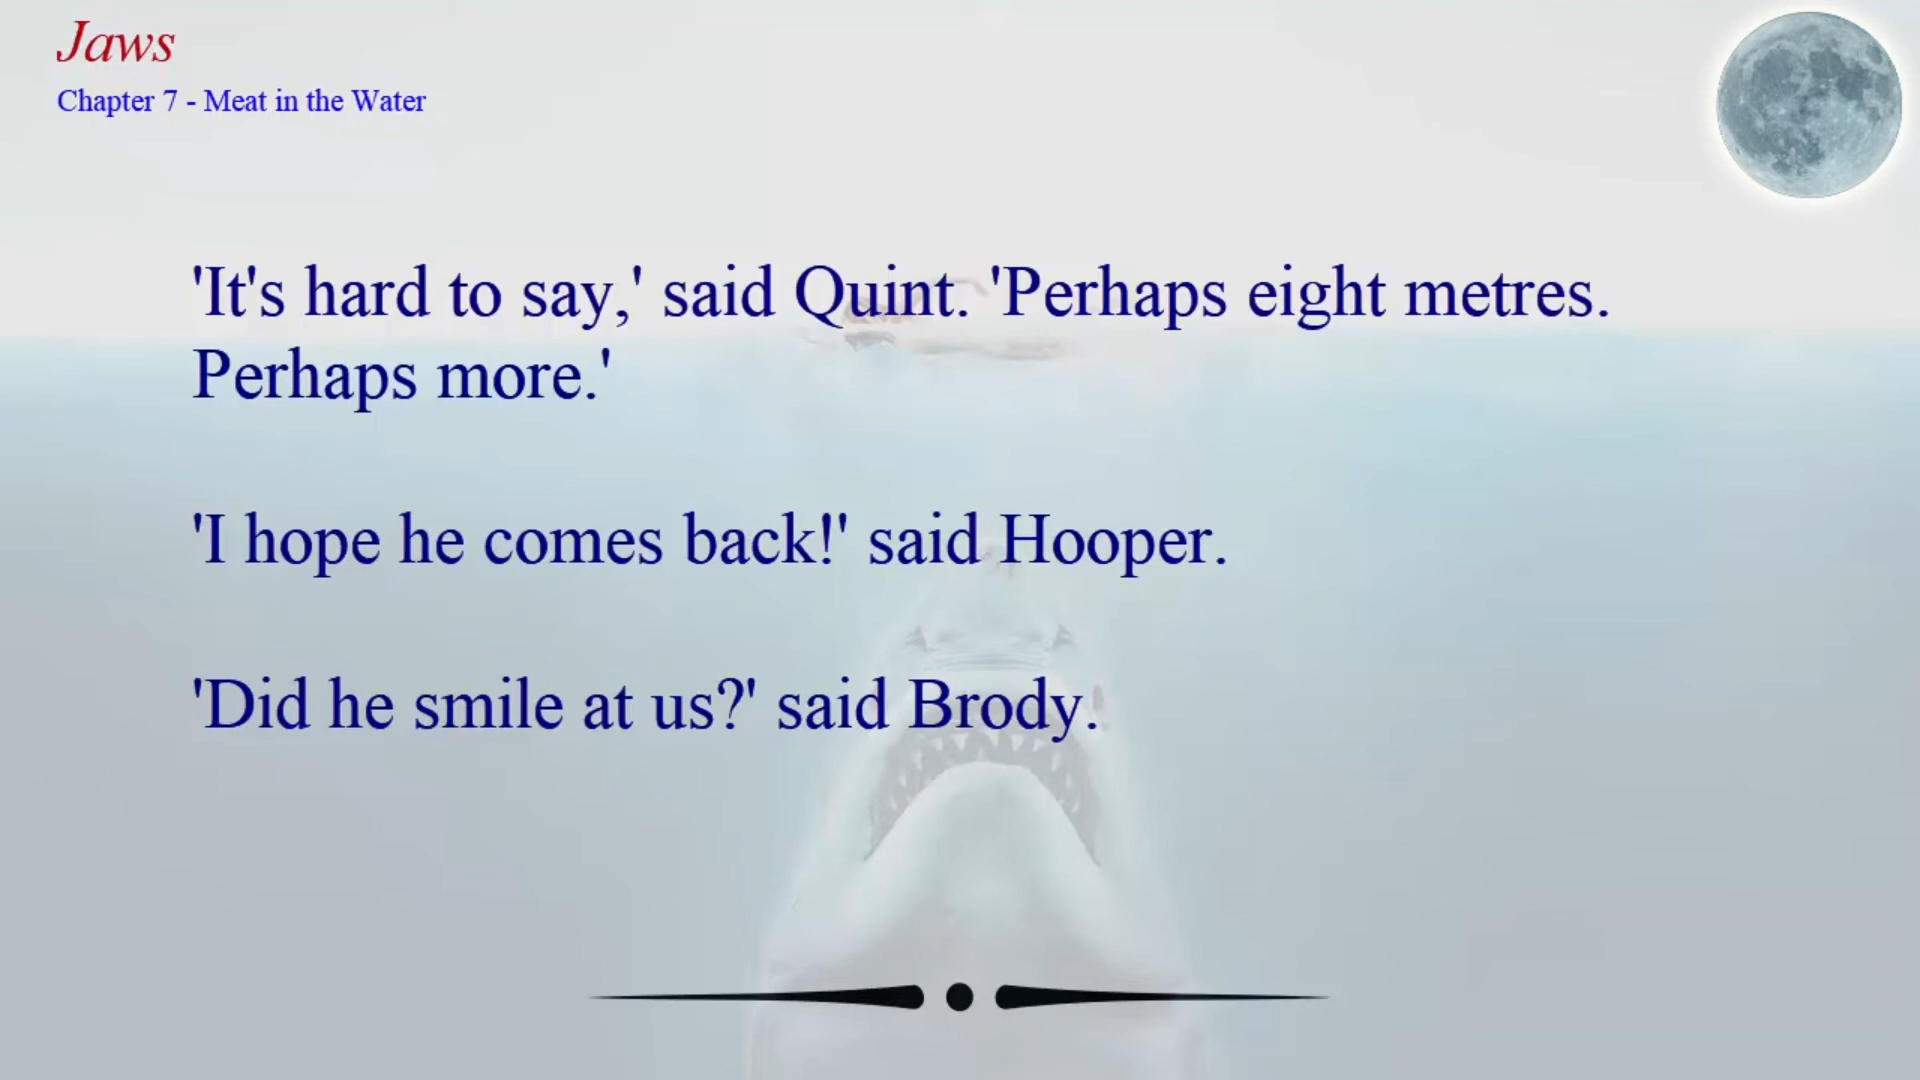 Jaws
Chapter 7 - Meat in the Water
'It's hard to say,' said Quint. 'Perhaps eight metres.
Perhaps more.'
'I hope he comes back!' said Hooper.
'Did he smile at us?' said Brody.